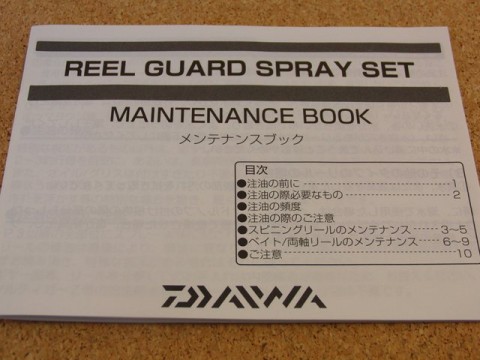 REEL GUARD SPRAY SET
MAINTENANCE BOOK
メンテナンスブック
目次
●注油の前に 1
●注油の際必要なもの 2
●注油の頻度
●注油の際のご注意
●スピニングリールのメンテナンス 3~5
●ベイト/両軸リールのメンテナンス 6~9
●ご注意 10
DAIWA